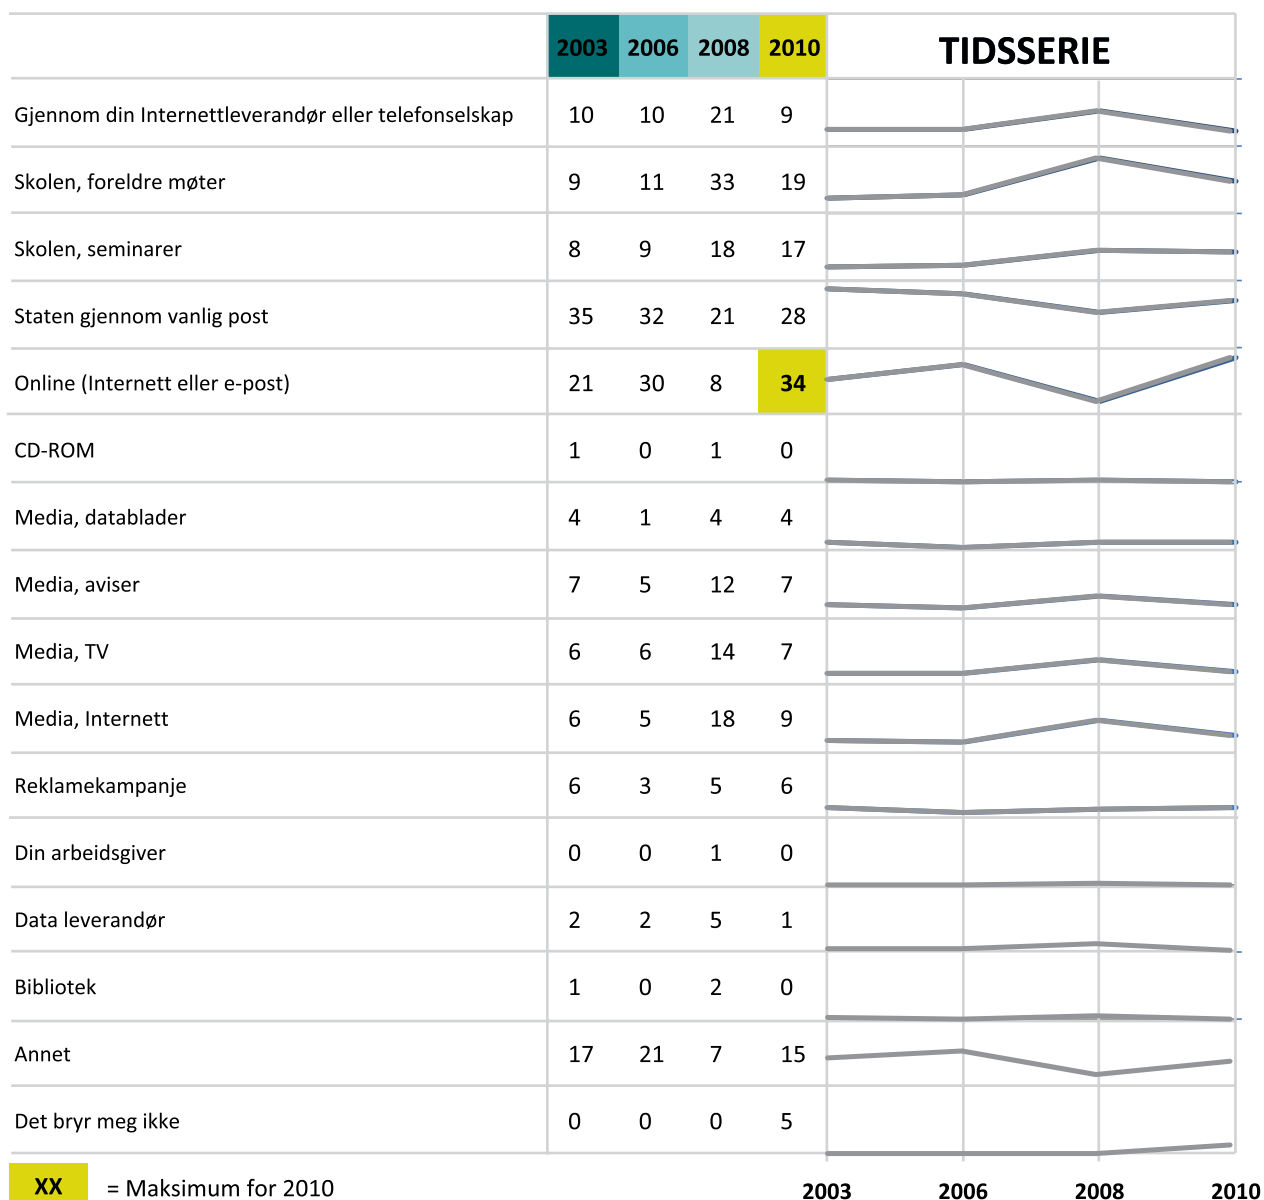 2003 2006 2008 2010 TIDSSERIE
Gjennom din Internettleverandør eller telefonselskap 10 10 21 9
Skolen, foreldre møter 9 11 33 19
Skolen, seminarer 8 9 18 17
Staten gjennom vanlig post 35 32 21 28
Online (Internett eller e-post) 21 30 8 34
CD-ROM 1 0 1 0
Media, datablader 4 1 4 4
Media, aviser 7 5 12 7
Media, TV 6 6 14 7
Media, Internett 6 5 18 9
Reklamekampanje 6 3 5 6
Din arbeidsgiver 0 0 1 0
Data leverandør 2 2 5 1
Bibliotek 1 0 2 0
Annet 17 21 7 15
Det bryr meg ikke 0 0 0 5
XX = Maksimum for 2010 2003 2006 2008 2010